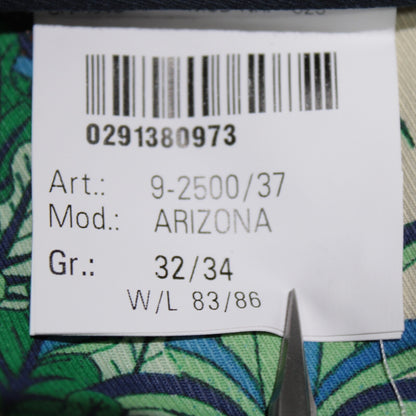 0291380973
Art.: 9-2500/37
Mod.: ARIZONA
Gr.: 32/34
W/L 83/86